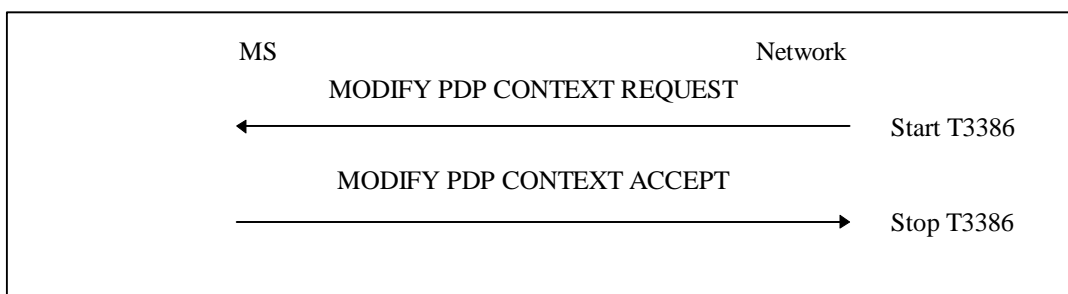 MS Network
MODIFY PDP CONTEXT REQUEST
Start T3386
MODIFY PDP CONTEXT ACCEPT
Stop T3386